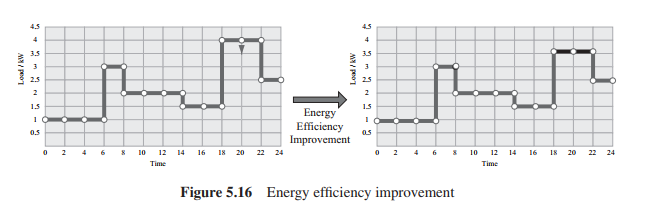 Load / kW
4.5
4
3.5
3
2.5
2
1.5
1
0.5
0 2 4 6 8 10 12 14 16 18 20 22 24
Time
Energy
Efficiency
Improvement
Load / kW
4.5
4
3.5
3
2.5
2
1.5
1
0.5
0 2 4 6 8 10 12 14 16 18 20 22 24
Time
Figure 5.16 Energy efficiency improvement